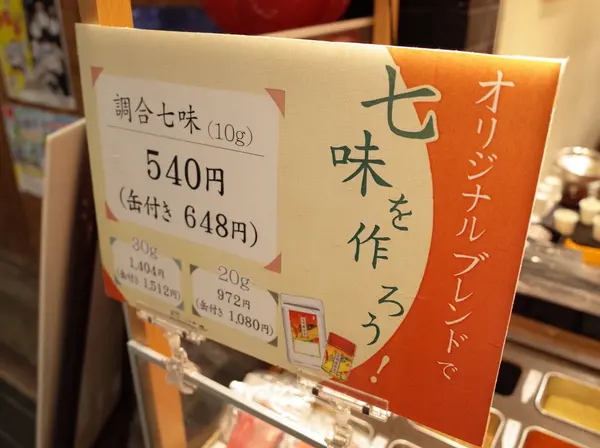 オリジナルブレンドで
七味を作ろう!
調合七味(10g)
540円
(缶付き 648円)
30g
1,404円
(缶付き1,512円)
20g
972円
(缶付き1,080円)